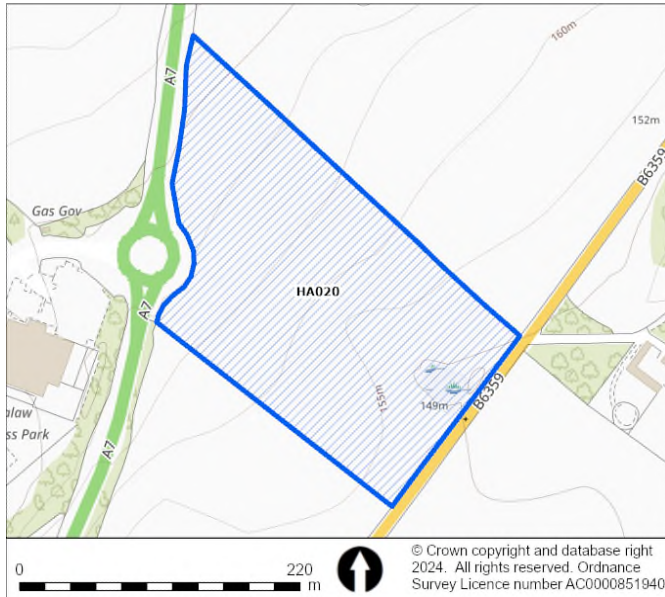 A7
160m
152m
B6359
Gas Gov
HA020
A7
155m
149m
B6359
alaw
ss Park
A7
0
220
m
© Crown copyright and database right
2024. All rights reserved. Ordnance
Survey Licence number AC0000851940